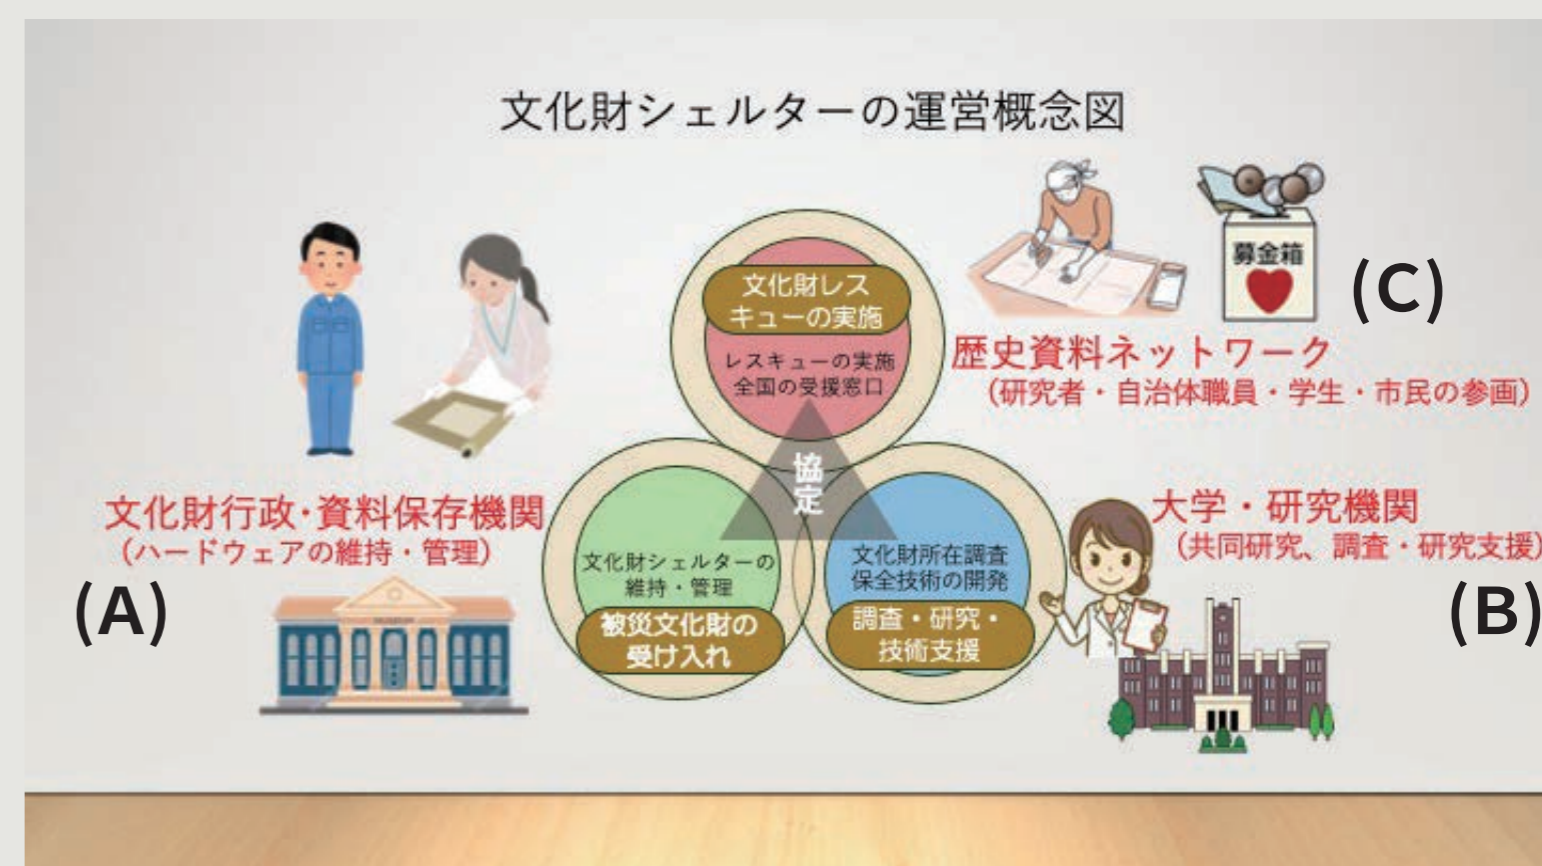 文化財シェルターの運営概念図
募金箱
(C)
文化財レス
キューの実施
レスキューの実施
全国の受援窓口
歴史資料ネットワーク
（研究者・自治体職員・学生・市民の参画）
協
定
文化財行政・資料保存機関
（ハードウェアの維持・管理）
(A)
文化財シェルターの
維持・管理
被災文化財の
受け入れ
文化財所在調査
保全技術の開発
調査・研究・
技術支援
大学・研究機関
（共同研究、調査・研究支援）
(B)